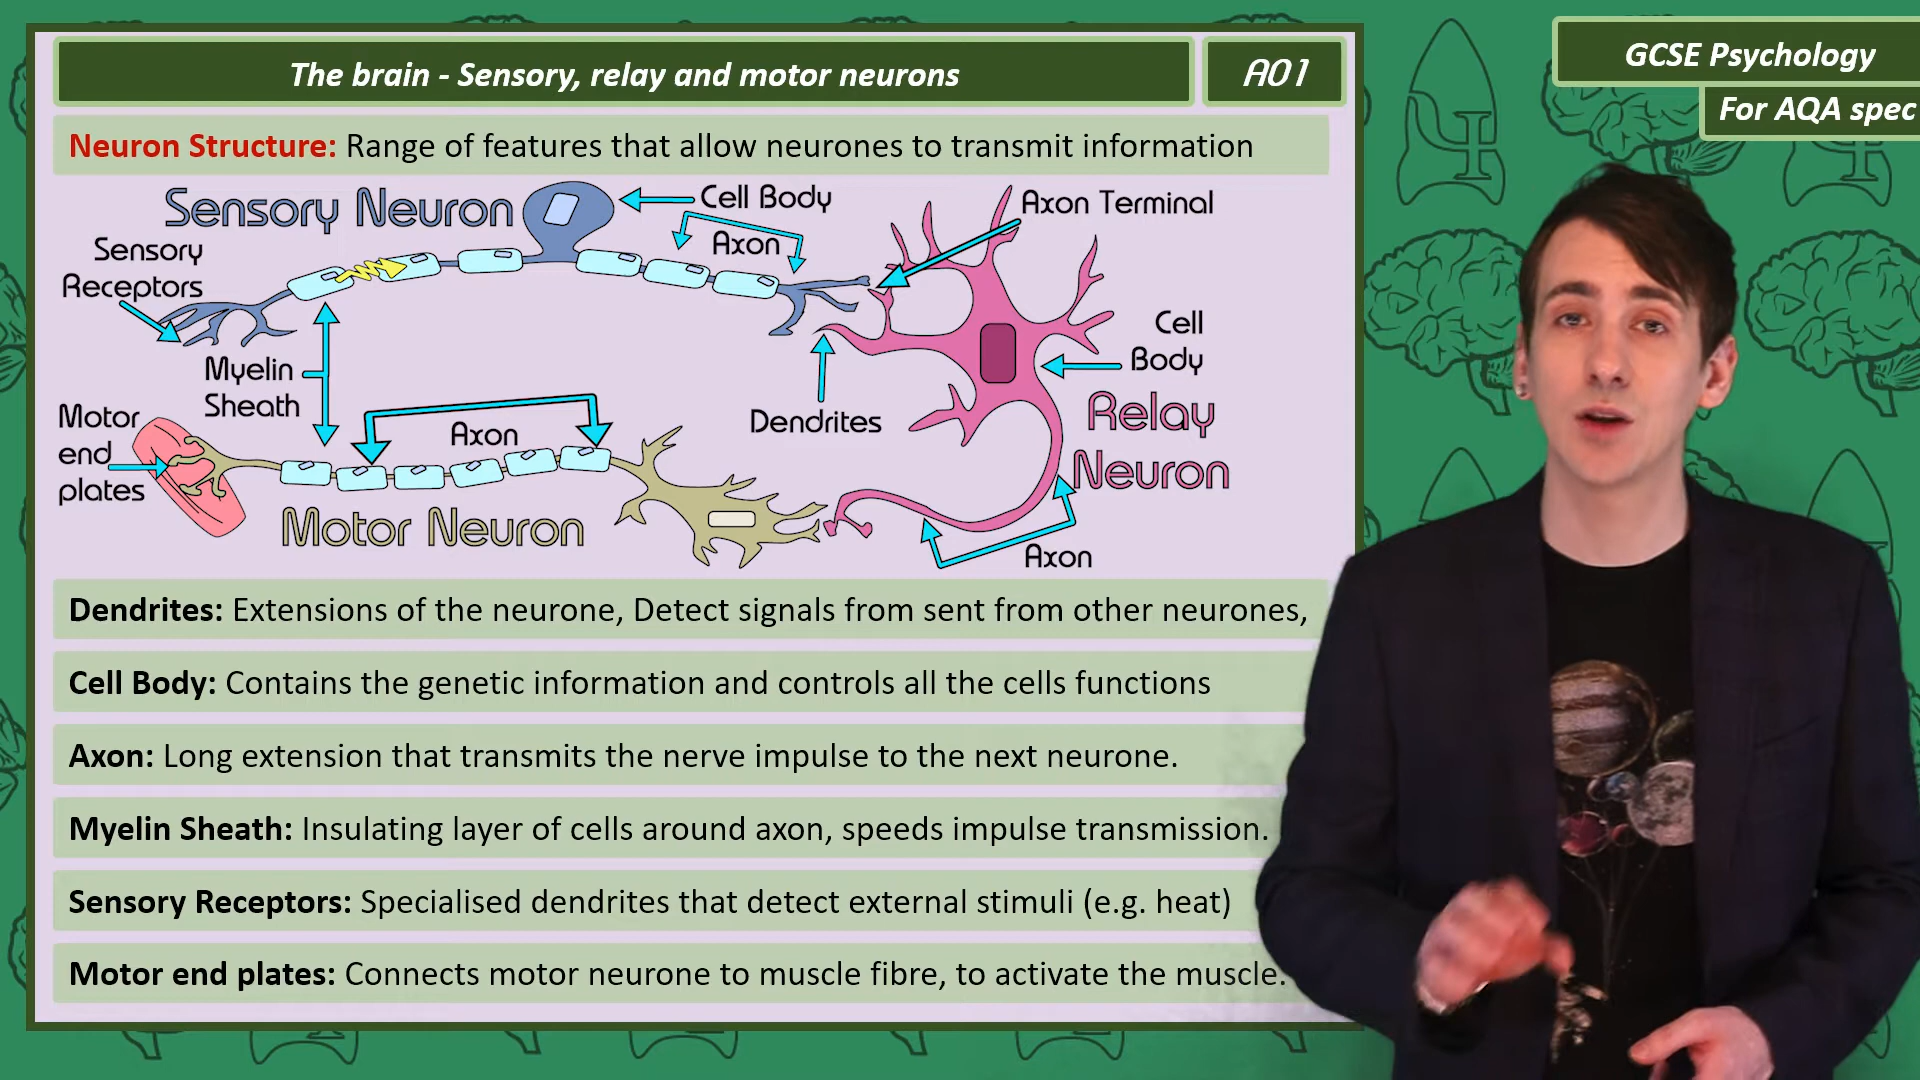 The brain - Sensory, relay and motor neurons
AO1
GCSE Psychology
For AQA spec
Neuron Structure: Range of features that allow neurones to transmit information
Sensory Neuron
Cell Body
Axon Terminal
Axon
Sensory
Receptors
Cell
Body
Myelin
Sheath
Motor
end
plates
Axon
Dendrites
Relay
Neuron
Motor Neuron
Axon
Dendrites: Extensions of the neurone, Detect signals from sent from other neurones,
Cell Body: Contains the genetic information and controls all the cells functions
Axon: Long extension that transmits the nerve impulse to the next neurone.
Myelin Sheath: Insulating layer of cells around axon, speeds impulse transmission.
Sensory Receptors: Specialised dendrites that detect external stimuli (e.g. heat)
Motor end plates: Connects motor neurone to muscle fibre, to activate the muscle.